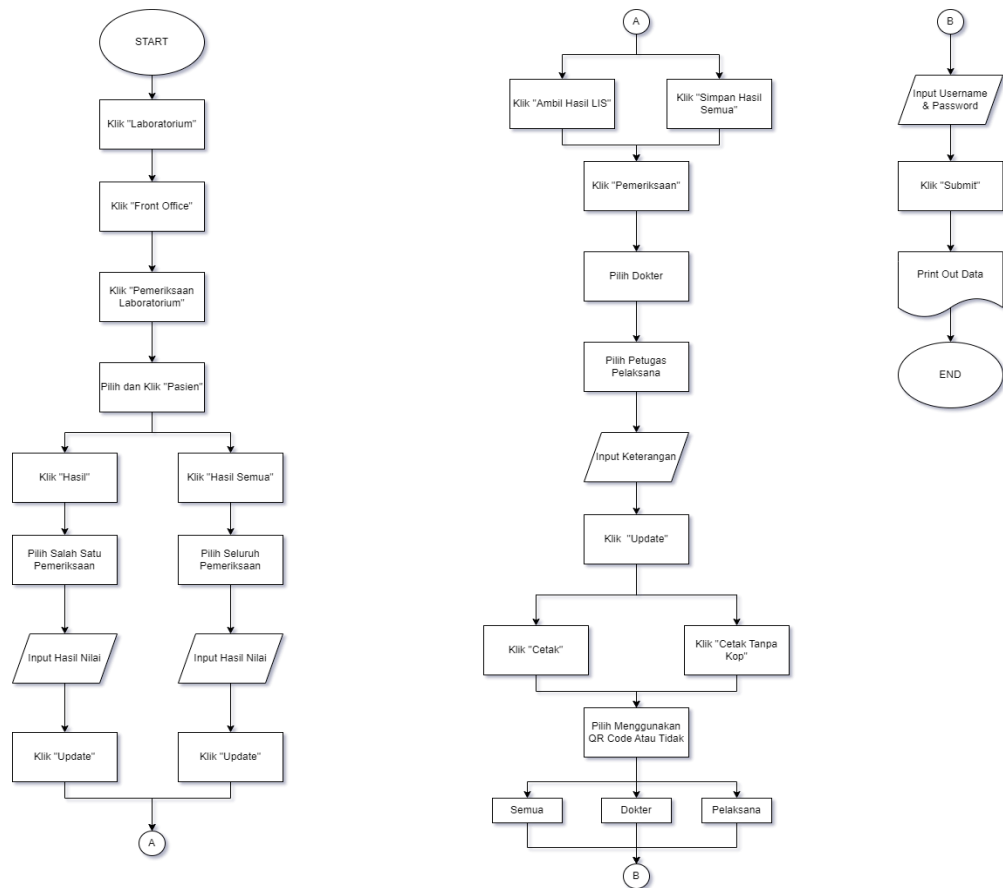 START
Klik "Laboratorium"
Klik "Front Office"
Klik "Pemeriksaan
Laboratorium"
Pilih dan Klik "Pasien"
Klik "Hasil"
Klik "Hasil Semua"
Pilih Salah Satu
Pemeriksaan
Pilih Seluruh
Pemeriksaan
Input Hasil Nilai
Input Hasil Nilai
Klik "Update"
Klik "Update"
A
A
Klik "Ambil Hasil LIS"
Klik "Simpan Hasil
Semua"
Klik "Pemeriksaan"
Pilih Dokter
Pilih Petugas
Pelaksana
Input Keterangan
Klik "Update"
Klik "Cetak"
Klik "Cetak Tanpa
Kop"
Pilih Menggunakan
QR Code Atau Tidak
Semua
Dokter
Pelaksana
B
B
Input Username
& Password
Klik "Submit"
Print Out Data
END